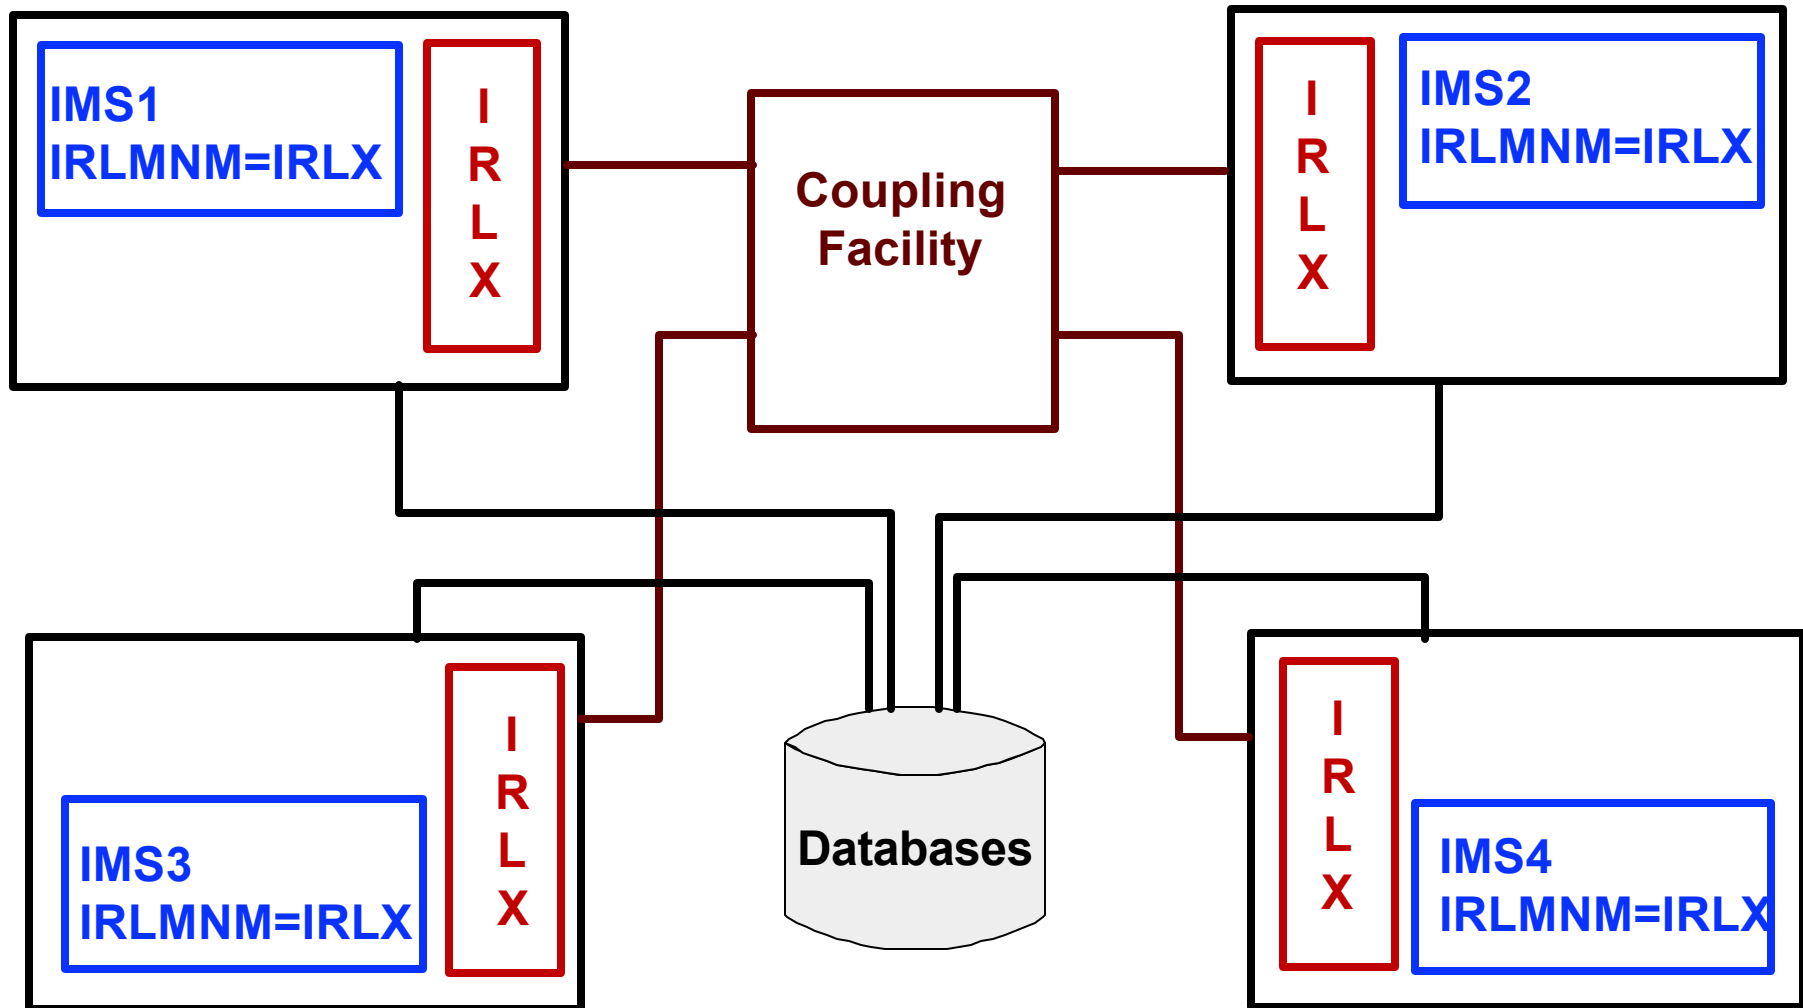 IMS1
IRLMNM=IRLX
I
R
L
X
Coupling
Facility
I
R
L
X
IMS2
IRLMNM=IRLX
IMS3
IRLMNM=IRLX
I
R
L
X
Databases
I
R
L
X
IMS4
IRLMNM=IRLX